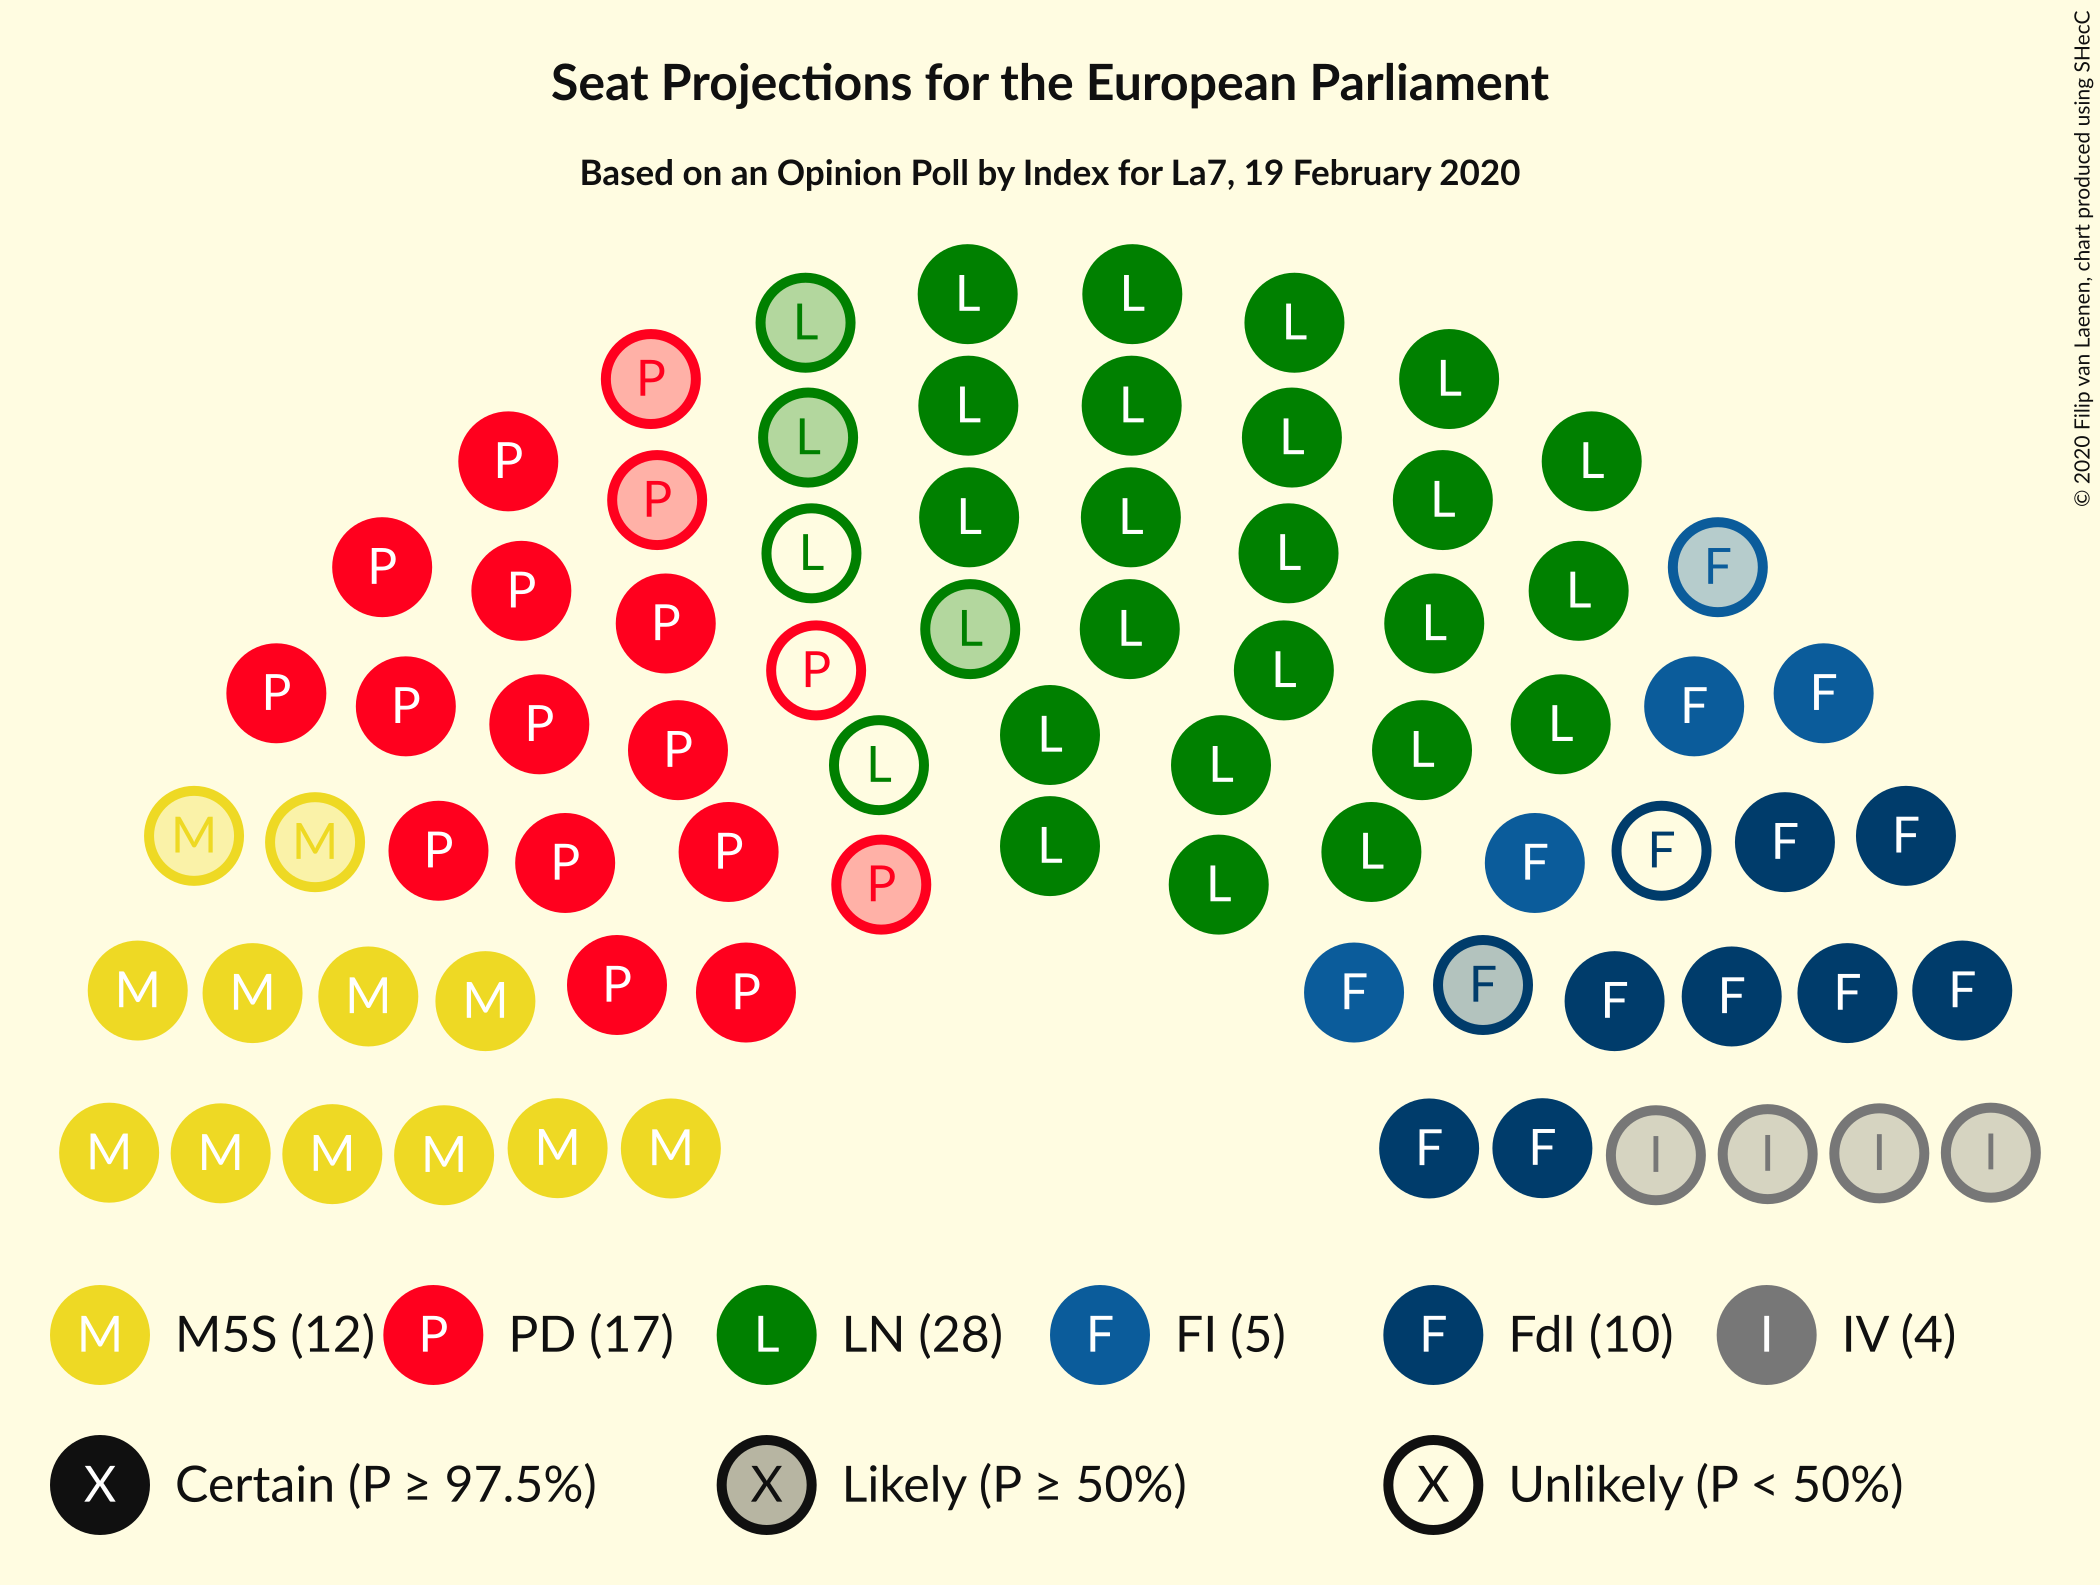 Seat Projections for the European Parliament
Based on an Opinion Poll by Index for La7, 19 February 2020
© 2020 Filip van Laenen, chart produced using SHecC
L L
L L
P L
L L
L L
P L L
P L
P L L
L L
P F
P L
P L
L L
P L
P L
P L
P F F
P L
P L
L
L L
M F
M F
P F
P L
P F
L
P L
M F
M F
M F
M F
P F
P F
M M M M M M F F I I I I
M M5S (12) P PD (17) L LN (28) F FI (5) F FdI (10) I IV (4)
X Certain (P ≥ 97.5%) X Likely (P ≥ 50%) X Unlikely (P < 50%)